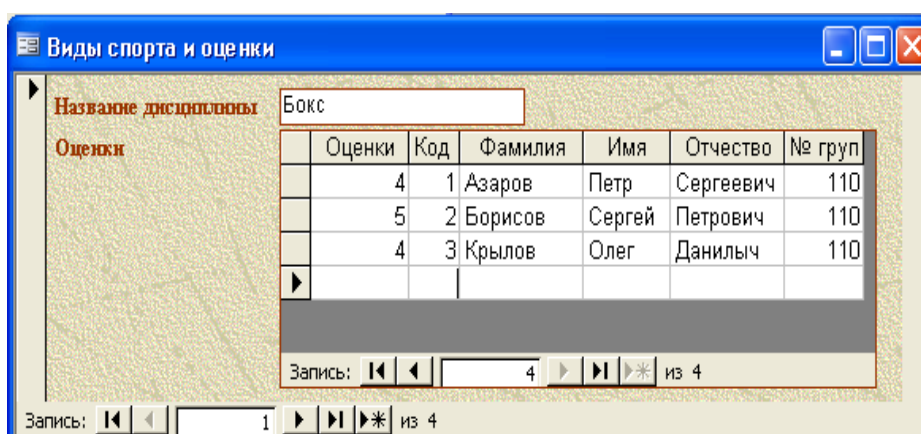 Виды спорта и оценки
Название дисциплины Бокс
Оценки
Оценки Код Фамилия Имя Отчество № груп
4 1 Азаров Петр Сергеевич 110
5 2 Борисов Сергей Петрович 110
4 3 Крылов Олег Данилыч 110
Запись: 4 из 4
Запись: 1 из 4